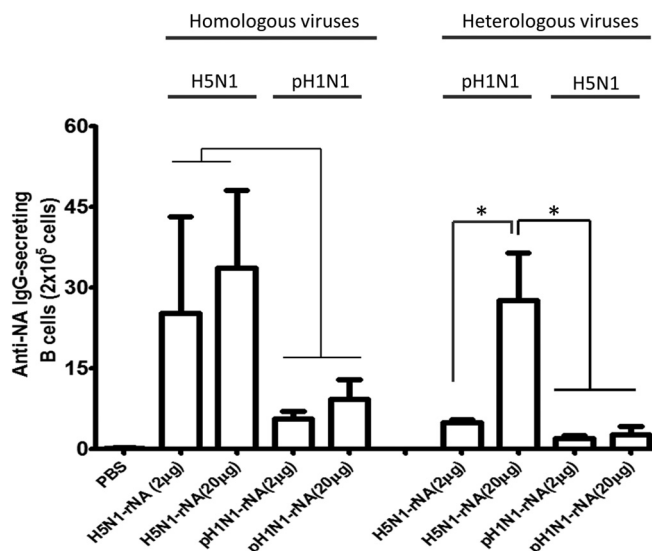 Homologous viruses
Heterologous viruses
H5N1
pH1N1
pH1N1
H5N1
Anti-NA IgG-secreting
B cells (2x10⁵ cells)
60
45
30
15
0
*
*
PBS
H5N1-rNA (2µg)
H5N1-rNA(20µg)
pH1N1-rNA(2µg)
pH1N1-rNA(20µg)
H5N1-rNA (2µg)
H5N1-rNA(20µg)
pH1N1-rNA(2µg)
pH1N1-rNA(20µg)